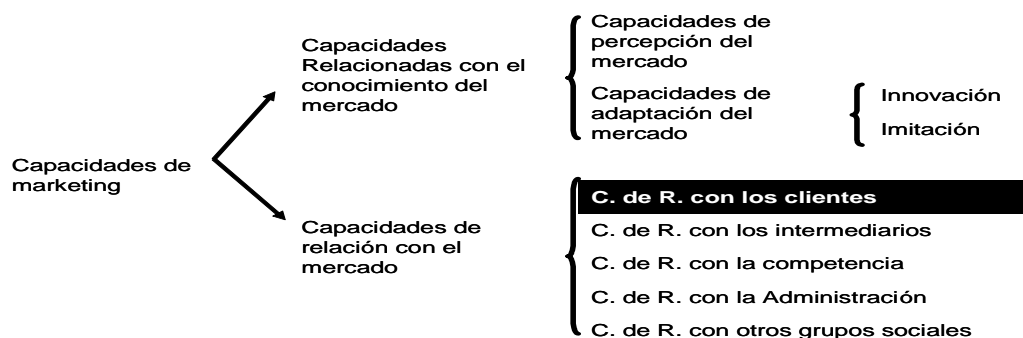 Capacidades de
marketing
Capacidades
Relacionadas con el
conocimiento del
mercado
Capacidades de
percepción del
mercado
Capacidades de
adaptación del
mercado
Innovación
Imitación
Capacidades de
relación con el
mercado
C. de R. con los clientes
C. de R. con los intermediarios
C. de R. con la competencia
C. de R. con la Administración
C. de R. con otros grupos sociales